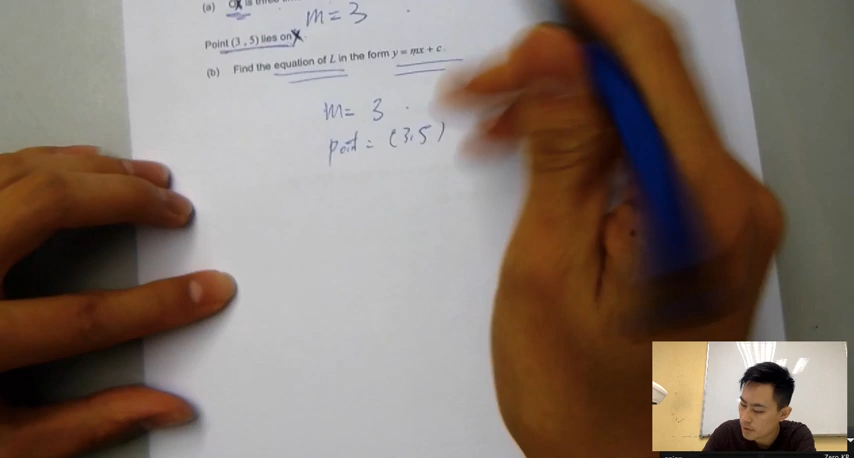 (a)
m = 3
Point (3, 5) lies on
(b) Find the equation of L in the form y = mx + c.
m = 3
point = (3,5)